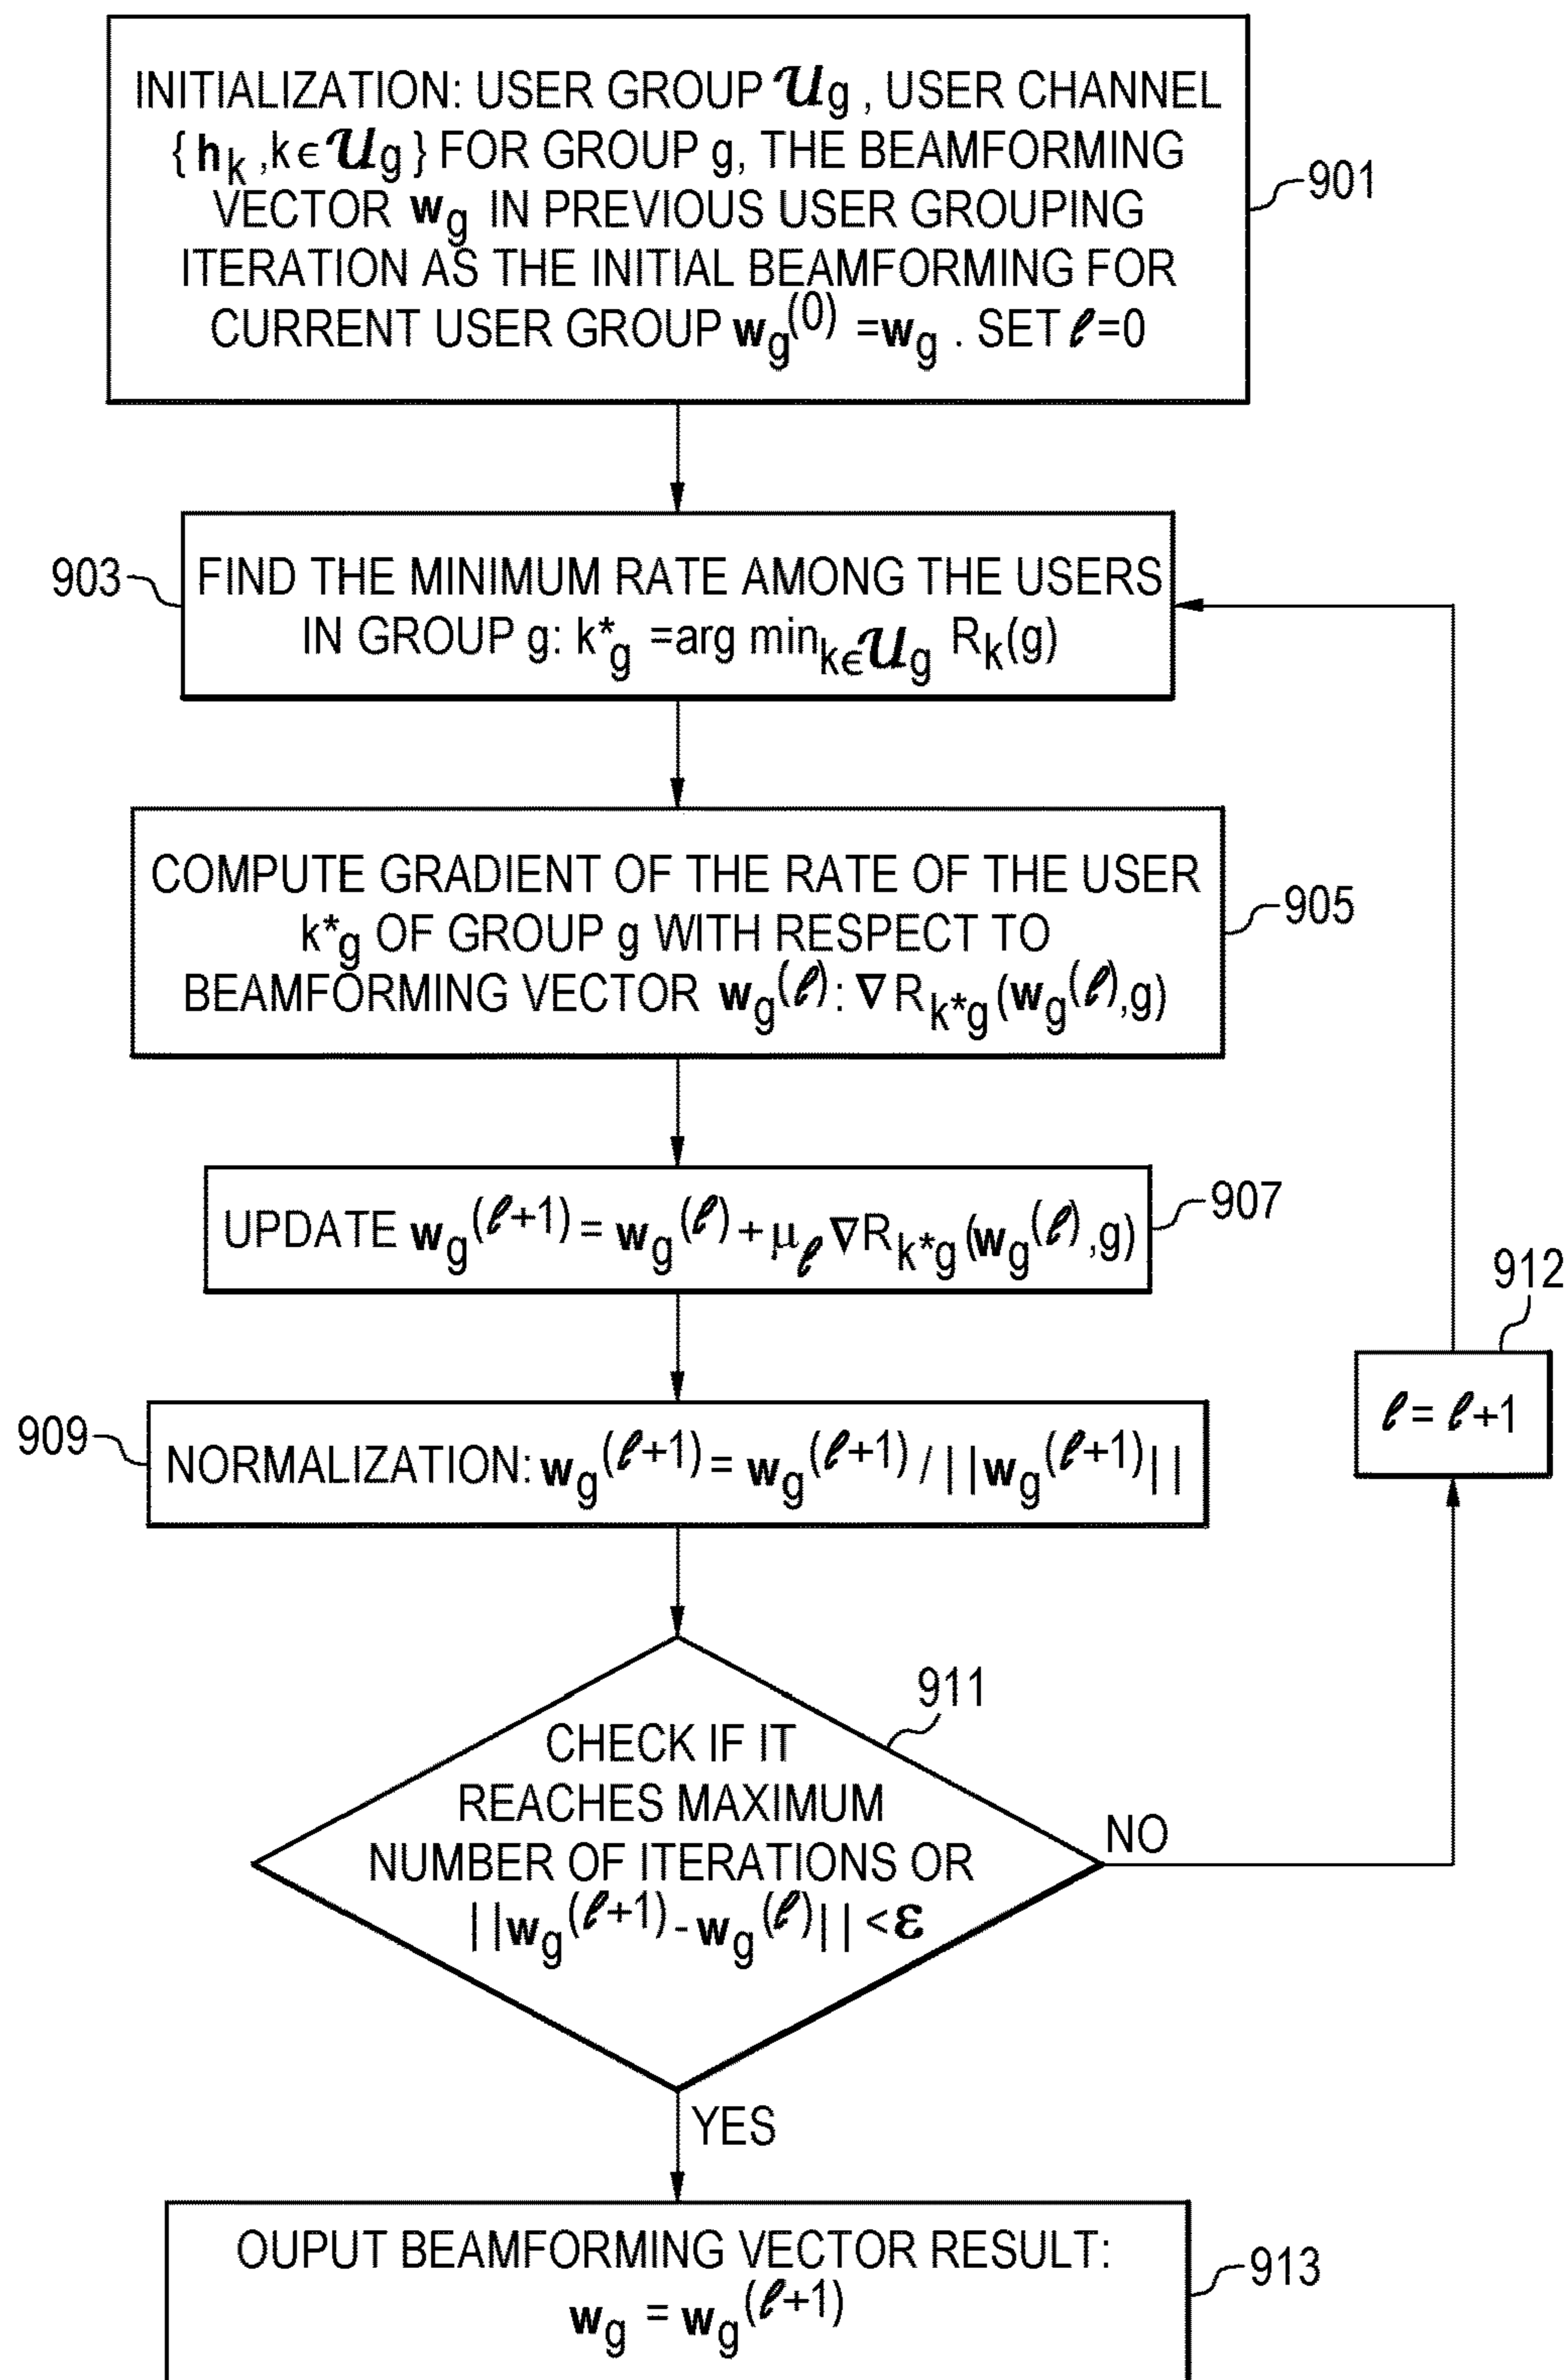 INITIALIZATION: USER GROUP 𝒰g , USER CHANNEL
{ hk ,k∈𝒰g } FOR GROUP g, THE BEAMFORMING
VECTOR wg IN PREVIOUS USER GROUPING
ITERATION AS THE INITIAL BEAMFORMING FOR
CURRENT USER GROUP wg(0) =wg . SET ℓ=0
901
903
FIND THE MINIMUM RATE AMONG THE USERS
IN GROUP g: k*g =arg mink∈𝒰g Rk(g)
COMPUTE GRADIENT OF THE RATE OF THE USER
k*g OF GROUP g WITH RESPECT TO
BEAMFORMING VECTOR wg(ℓ): ∇ Rk*g (wg(ℓ),g)
905
UPDATE wg(ℓ+1) = wg(ℓ) + μℓ ∇Rk*g (wg(ℓ) ,g)
907
912
ℓ = ℓ+1
909
NORMALIZATION: wg(ℓ+1) = wg(ℓ+1) / ||wg(ℓ+1)||
911
CHECK IF IT
REACHES MAXIMUM
NUMBER OF ITERATIONS OR
||wg(ℓ+1) - wg(ℓ)|| < ε
NO
YES
OUPUT BEAMFORMING VECTOR RESULT:
wg = wg(ℓ+1)
913